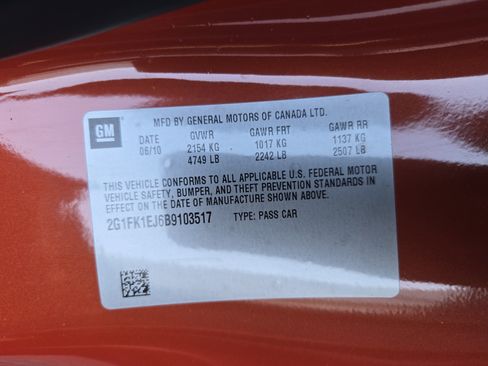 MFD BY GENERAL MOTORS OF CANADA LTD.
GM
DATE GVWR GAWR FRT GAWR RR
06/10 2154 KG 1017 KG 1137 KG
4749 LB 2242 LB 2507 LB
THIS VEHICLE CONFORMS TO ALL APPLICABLE U.S. FEDERAL MOTOR
VEHICLE SAFETY, BUMPER, AND THEFT PREVENTION STANDARDS IN
EFFECT ON THE DATE OF MANUFACTURE SHOWN ABOVE.
2G1FK1EJ6B9103517 TYPE: PASS CAR